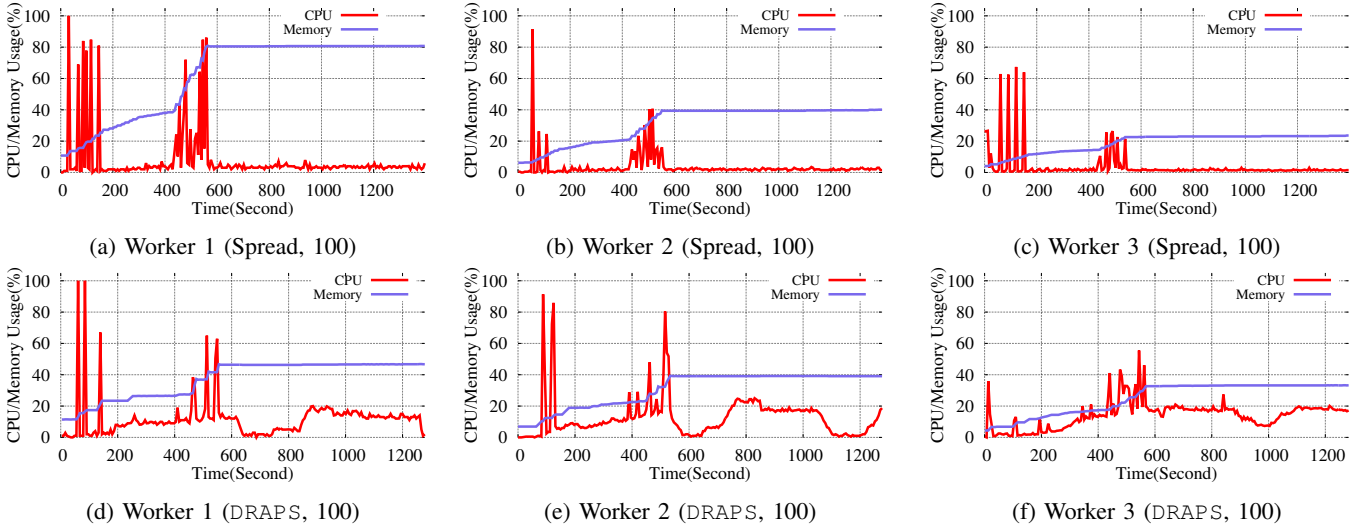 CPU/Memory Usage(%)
100
80
60
40
20
0
CPU
Memory
0 200 400 600 800 1000 1200
Time(Second)
(a) Worker 1 (Spread, 100)
CPU/Memory Usage(%)
100
80
60
40
20
0
CPU
Memory
0 200 400 600 800 1000 1200
Time(Second)
(b) Worker 2 (Spread, 100)
CPU/Memory Usage(%)
100
80
60
40
20
0
CPU
Memory
0 200 400 600 800 1000 1200
Time(Second)
(c) Worker 3 (Spread, 100)
CPU/Memory Usage(%)
100
80
60
40
20
0
CPU
Memory
0 200 400 600 800 1000 1200
Time(Second)
(d) Worker 1 (DRAPS, 100)
CPU/Memory Usage(%)
100
80
60
40
20
0
CPU
Memory
0 200 400 600 800 1000 1200
Time(Second)
(e) Worker 2 (DRAPS, 100)
CPU/Memory Usage(%)
100
80
60
40
20
0
CPU
Memory
0 200 400 600 800 1000 1200
Time(Second)
(f) Worker 3 (DRAPS, 100)